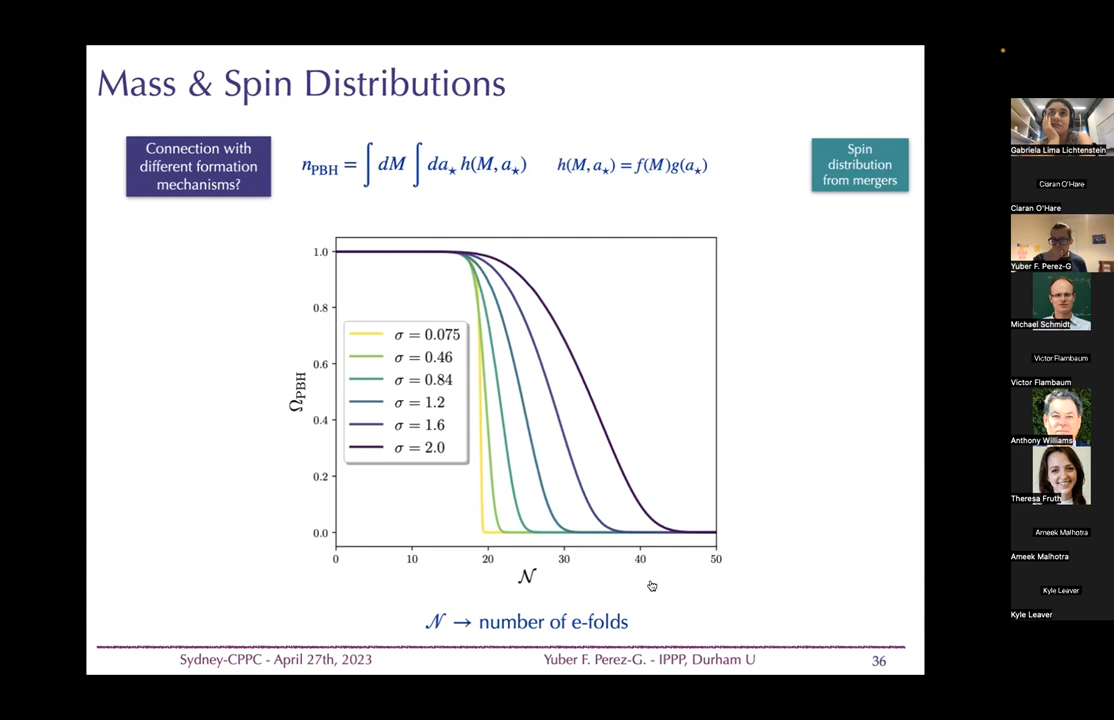 Mass & Spin Distributions
Connection with
different formation
mechanisms?
n_PBH = ∫ dM ∫ da⋆ h(M, a⋆)
h(M, a⋆) = f(M)g(a⋆)
Spin
distribution
from mergers
Ω_PBH
1.0
0.8
0.6
0.4
0.2
0.0
σ = 0.075
σ = 0.46
σ = 0.84
σ = 1.2
σ = 1.6
σ = 2.0
0 10 20 30 40 50
𝒩
𝒩 → number of e-folds
Sydney-CPPC - April 27th, 2023
Yuber F. Perez-G. - IPPP, Durham U
36
Gabriela Lima Lichtenstein
Ciaran O'Hare
Ciaran O'Hare
Yuber F. Perez-G
Michael Schmidt
Victor Flambaum
Victor Flambaum
Anthony Williams
Theresa Fruth
Ameek Malhotra
Ameek Malhotra
Kyle Leaver
Kyle Leaver